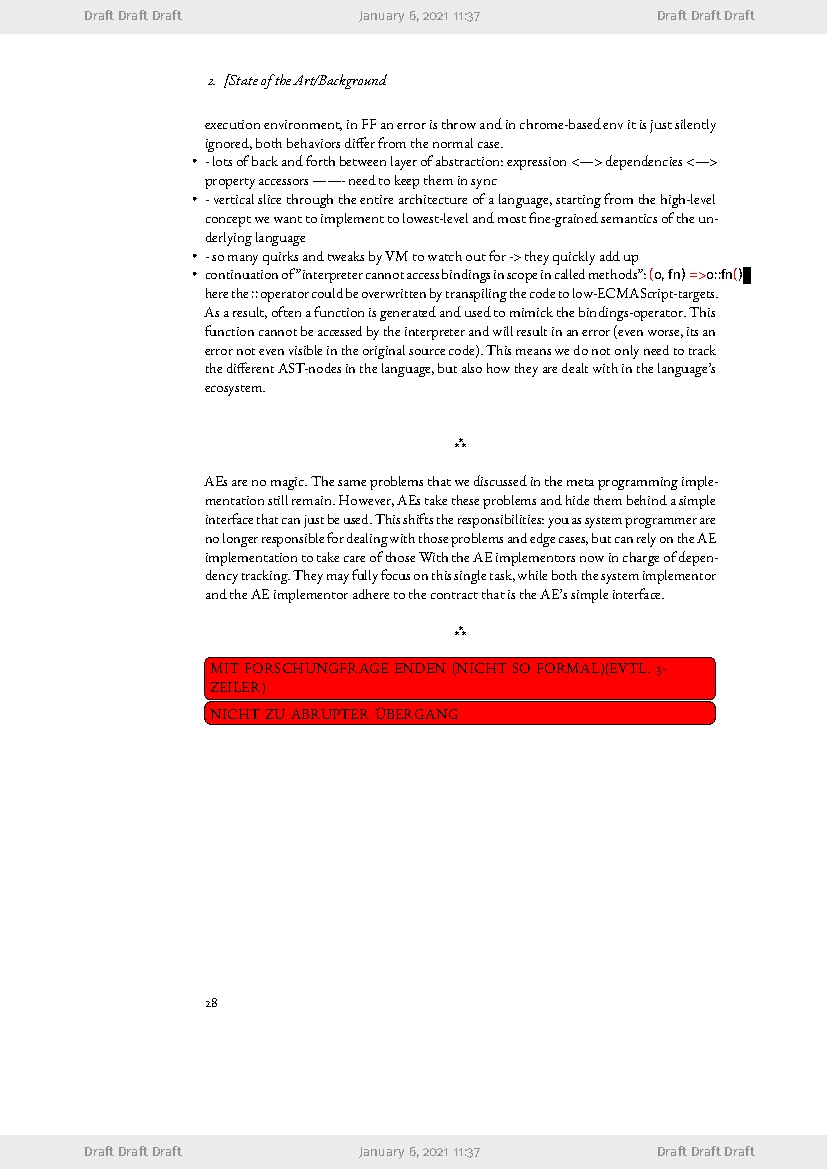 Draft Draft Draft January 6, 2021 11:37 Draft Draft Draft
2. [State of the Art/Background
execution environment, in FF an error is throw and in chrome-based env it is just silently
ignored, both behaviors differ from the normal case.
• - lots of back and forth between layer of abstraction: expression <—> dependencies <—>
property accessors ——- need to keep them in sync
• - vertical slice through the entire architecture of a language, starting from the high-level
concept we want to implement to lowest-level and most fine-grained semantics of the un-
derlying language
• - so many quirks and tweaks by VM to watch out for -> they quickly add up
• continuation of ”interpreter cannot access bindings in scope in called methods”: (o, fn) =>o::fn()
here the :: operator could be overwritten by transpiling the code to low-ECMAScript-targets.
As a result, often a function is generated and used to mimick the bindings-operator. This
function cannot be accessed by the interpreter and will result in an error (even worse, its an
error not even visible in the original source code). This means we do not only need to track
the different AST-nodes in the language, but also how they are dealt with in the language’s
ecosystem.
⁂
AEs are no magic. The same problems that we discussed in the meta programming imple-
mentation still remain. However, AEs take these problems and hide them behind a simple
interface that can just be used. This shifts the responsibilities: you as system programmer are
no longer responsible for dealing with those problems and edge cases, but can rely on the AE
implementation to take care of those With the AE implementors now in charge of depen-
dency tracking. They may fully focus on this single task, while both the system implementor
and the AE implementor adhere to the contract that is the AE’s simple interface.
⁂
MIT FORSCHUNGFRAGE ENDEN (NICHT SO FORMAL)(EVTL. 3-
ZEILER)
NICHT ZU ABRUPTER ÜBERGANG
28
Draft Draft Draft January 6, 2021 11:37 Draft Draft Draft